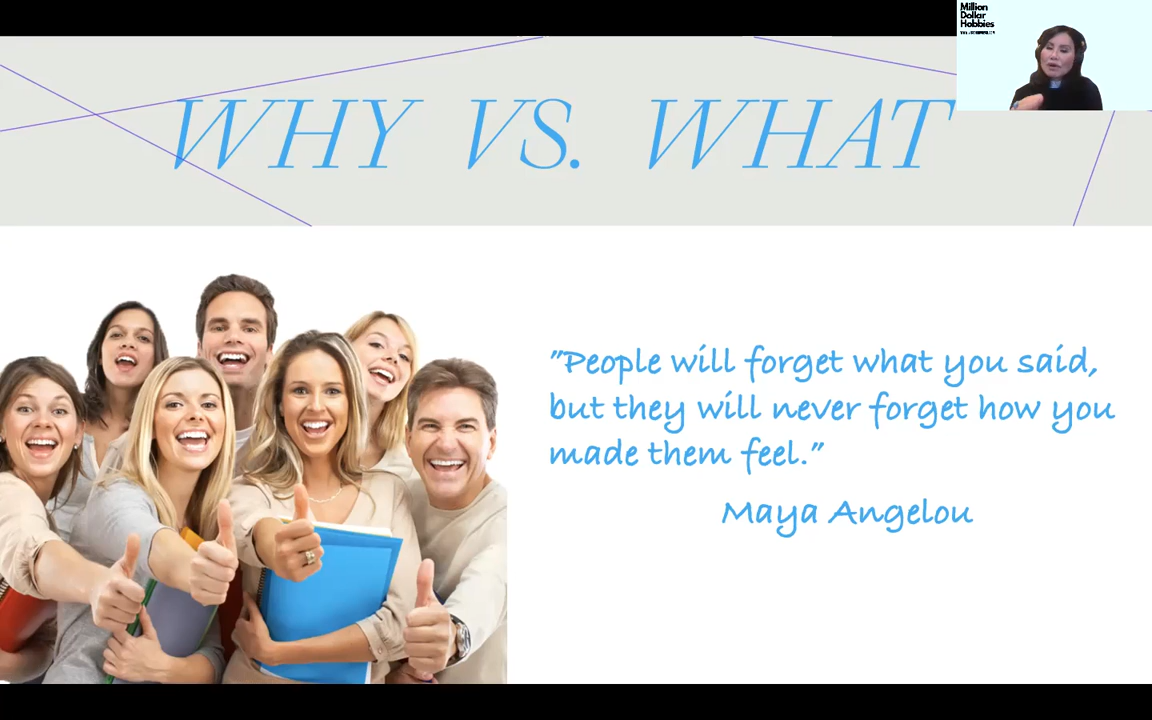 Million
Dollar
Hobbies
WHY VS. WHAT
"People will forget what you said,
but they will never forget how you
made them feel."
Maya Angelou